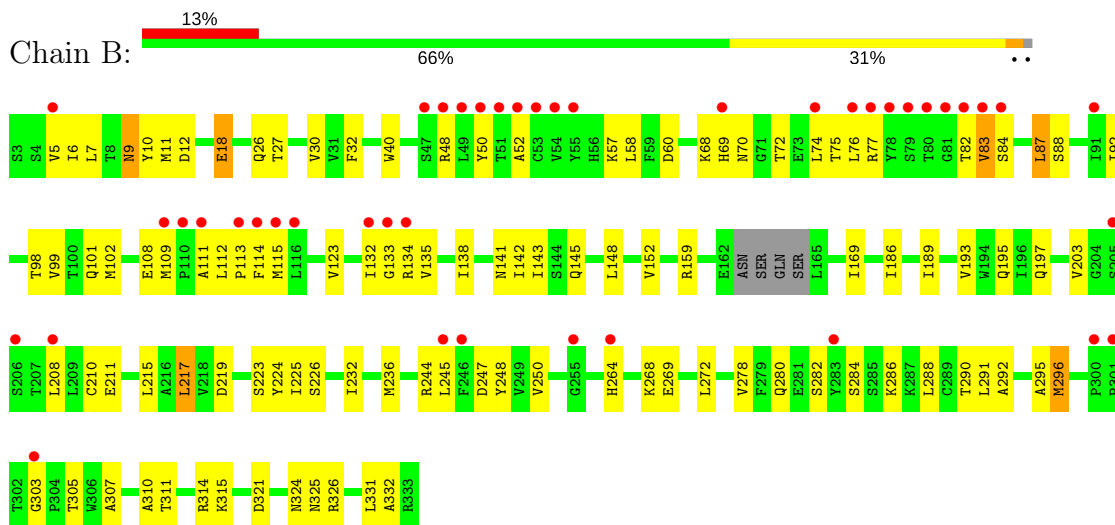 13%
Chain B:
66% 31% ..
S3 S4 V5 I6 L7 T8 N9 Y10 M11 D12 E18 Q26 T27 V30 V31 F32 W40 S47 R48 L49 Y50 T51 A52 C53 V54 Y55 H56 K57 L58 F59 D60 K68 H69 N70 G71 T72 E73 L74 T75 L76 R77 Y78 S79 T80 G81 T82 V83 S84 L87 S88 I91 I92
T98 V99 T100 Q101 M102 E108 M109 P110 A111 L112 P113 F114 M115 L116 V123 I132 G133 R134 V135 I138 N141 I142 I143 S144 Q145 L148 V152 R159 E162 ASN SER GLN SER L165 I169 I186 I189 V193 W194 Q195 I196 Q197 V203 G204 S205
S206 T207 L208 L209 C210 E211 L215 A216 L217 V218 D219 S223 Y224 I225 S226 I232 M236 R244 L245 F246 D247 Y248 V249 V250 G255 H264 K268 E269 L272 V278 F279 Q280 E281 S282 Y283 S284 S285 K286 K287 L288 C289 T290 L291 A292 A295 M296 P300
T302 G303 P304 T305 W306 A307 A310 T311 R314 K315 D321 N324 N325 R326 L331 A332 R333